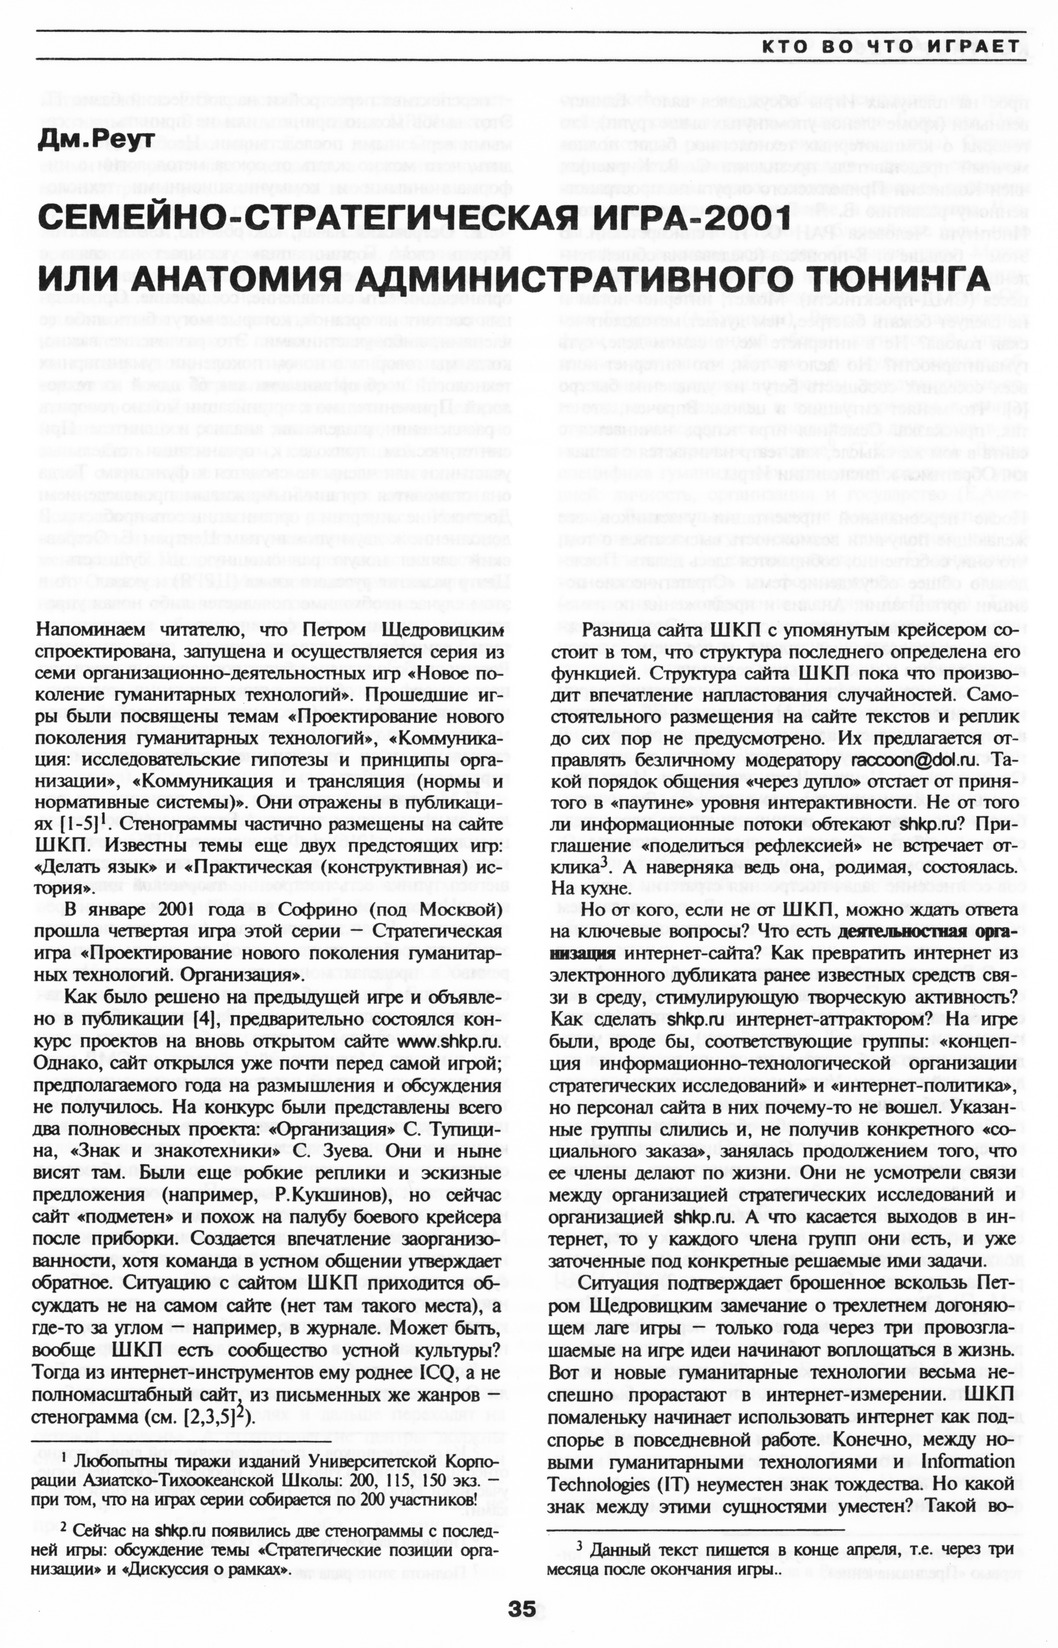 КТО ВО ЧТО ИГРАЕТ
Дм.Реут
СЕМЕЙНО-СТРАТЕГИЧЕСКАЯ ИГРА-2001
ИЛИ АНАТОМИЯ АДМИНИСТРАТИВНОГО ТЮНИНГА
Напоминаем читателю, что Петром Щедровицким
спроектирована, запущена и осуществляется серия из
семи организационно-деятельностных игр «Новое по-
коление гуманитарных технологий». Прошедшие иг-
ры были посвящены темам «Проектирование нового
поколения гуманитарных технологий», «Коммуника-
ция: исследовательские гипотезы и принципы орга-
низации», «Коммуникация и трансляция (нормы и
нормативные системы)». Они отражены в публикаци-
ях [1-5]¹. Стенограммы частично размещены на сайте
ШКП. Известны темы еще двух предстоящих игр:
«Делать язык» и «Практическая (конструктивная) ис-
тория».
В январе 2001 года в Софрино (под Москвой)
прошла четвертая игра этой серии — Стратегическая
игра «Проектирование нового поколения гуманитар-
ных технологий. Организация».
Как было решено на предыдущей игре и объявле-
но в публикации [4], предварительно состоялся кон-
курс проектов на вновь открытом сайте www.shkp.ru.
Однако, сайт открылся уже почти перед самой игрой;
предполагаемого года на размышления и обсуждения
не получилось. На конкурс были представлены всего
два полновесных проекта: «Организация» С. Тупици-
на, «Знак и знакотехники» С. Зуева. Они и ныне
висят там. Были еще робкие реплики и эскизные
предложения (например, Р.Кукшинов), но сейчас
сайт «подметен» и похож на палубу боевого крейсера
после приборки. Создается впечатление заорганизо-
ванности, хотя команда в устном общении утверждает
обратное. Ситуацию с сайтом ШКП приходится об-
суждать не на самом сайте (нет там такого места), а
где-то за углом — например, в журнале. Может быть,
вообще ШКП есть сообщество устной культуры?
Тогда из интернет-инструментов ему роднее ICQ, а не
полномасштабный сайт, из письменных же жанров —
стенограмма (см. [2,3,5]²).
¹ Любопытны тиражи изданий Университетской Корпо-
рации Азиатско-Тихоокеанской Школы: 200, 115, 150 экз. —
при том, что на играх серии собирается по 200 участников!
² Сейчас на shkp.ru появились две стенограммы с послед-
ней игры: обсуждение темы «Стратегические позиции орга-
низации» и «Дискуссия о рамках».
Разница сайта ШКП с упомянутым крейсером со-
стоит в том, что структура последнего определена его
функцией. Структура сайта ШКП пока что произво-
дит впечатление напластования случайностей. Само-
стоятельного размещения на сайте текстов и реплик
до сих пор не предусмотрено. Их предлагается от-
правлять безличному модератору raccoon@dol.ru. Та-
кой порядок общения «через дупло» отстает от приня-
того в «паутине» уровня интерактивности. Не от того
ли информационные потоки обтекают shkp.ru? При-
глашение «поделиться рефлексией» не встречает от-
клика³. А наверняка ведь она, родимая, состоялась.
На кухне.
Но от кого, если не от ШКП, можно ждать ответа
на ключевые вопросы? Что есть деятельностная орга-
низация интернет-сайта? Как превратить интернет из
электронного дубликата ранее известных средств свя-
зи в среду, стимулирующую творческую активность?
Как сделать shkp.ru интернет-аттрактором? На игре
были, вроде бы, соответствующие группы: «концеп-
ция информационно-технологической организации
стратегических исследований» и «интернет-политика»,
но персонал сайта в них почему-то не вошел. Указан-
ные группы слились и, не получив конкретного «со-
циального заказа», занялась продолжением того, что
ее члены делают по жизни. Они не усмотрели связи
между организацией стратегических исследований и
организацией shkp.ru. А что касается выходов в ин-
тернет, то у каждого члена групп они есть, и уже
заточенные под конкретные решаемые ими задачи.
Ситуация подтверждает брошенное вскользь Пет-
ром Щедровицким замечание о трехлетнем догоняю-
щем лаге игры — только года через три провозгла-
шаемые на игре идеи начинают воплощаться в жизнь.
Вот и новые гуманитарные технологии весьма не-
спешно прорастают в интернет-измерении. ШКП
помаленьку начинает использовать интернет как под-
спорье в повседневной работе. Конечно, между но-
выми гуманитарными технологиями и Information
Technologies (IT) неуместен знак тождества. Но какой
знак между этими сущностями уместен? Такой во-
³ Данный текст пишется в конце апреля, т.е. через три
месяца после окончания игры..
35